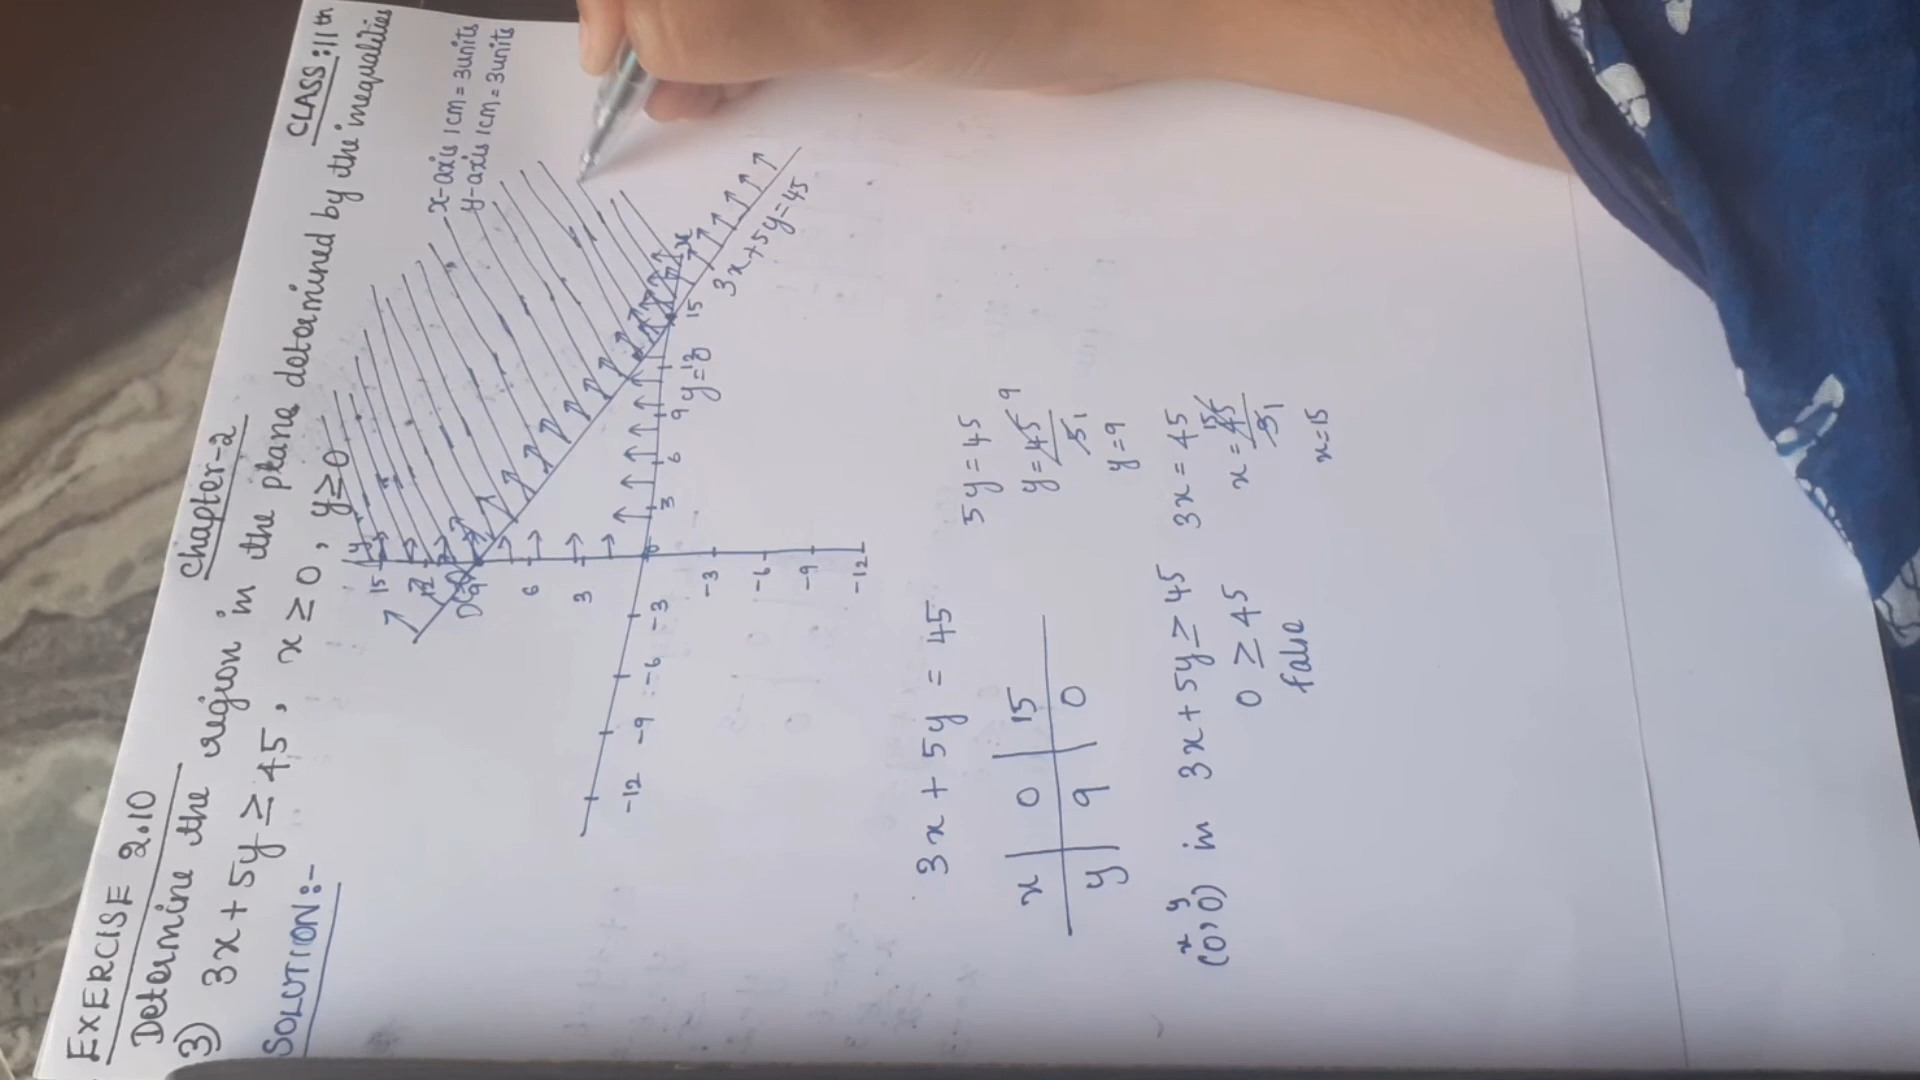 EXERCISE 2.10
Chapter-2
CLASS:11th
Determine the region in the plane determined by the inequalities
3) 3x+5y≥45, x≥0, y≥0
SOLUTION:-
x-axis 1cm=3units
y-axis 1cm=3units
y
15
12
9
6
3
0
-12 -9 -6 -3
3 6 9 12 15
x
y=0
3x+5y=45
-3
-6
-9
-12
3x + 5y = 45
x 0 15
y 9 0
5y=45
y=45/5 9 1
y=9
(0,0) in 3x+5y≥45
x y
0≥45
false
3x=45
x=45/3 15 1
x=15